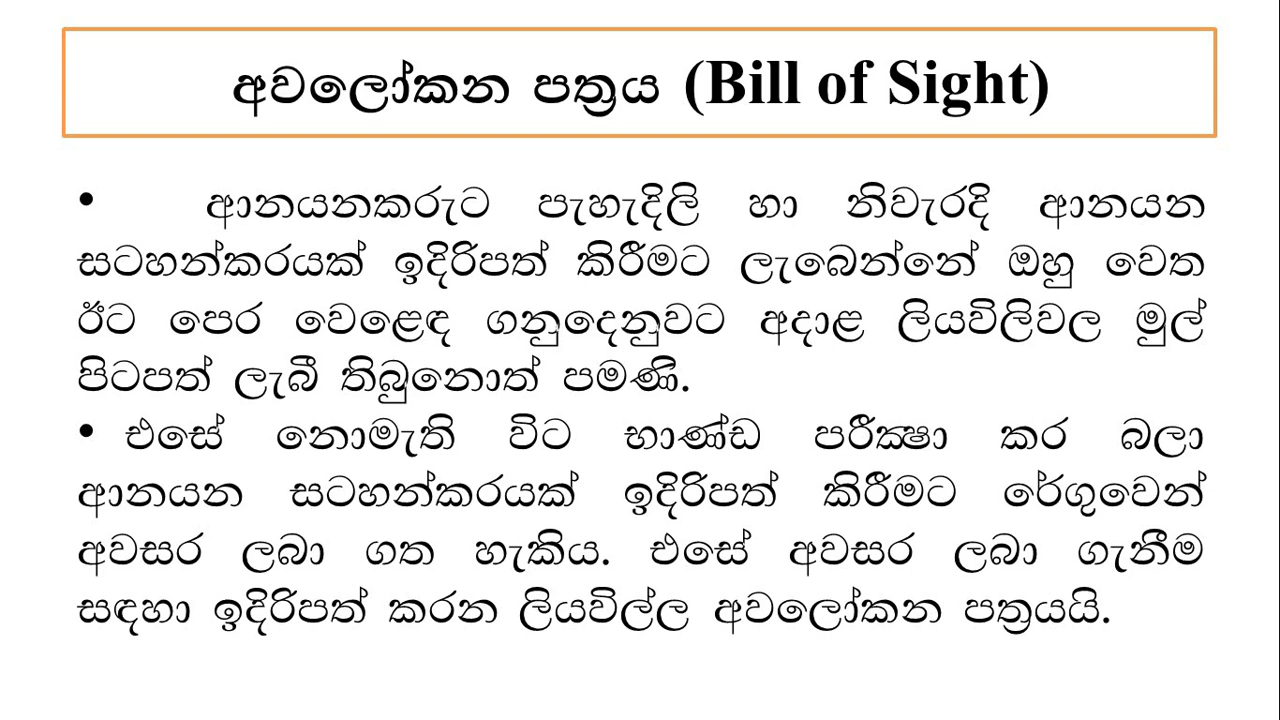 අවලෝකන පත්‍රය (Bill of Sight)
• ආනයනකරුට පැහැදිලි හා නිවැරදි ආනයන
සටහන්කරයක් ඉදිරිපත් කිරීමට ලැබෙන්නේ ඔහු වෙත
ඊට පෙර වෙළෙඳ ගනුදෙනුවට අදාළ ලියවිලිවල මුල්
පිටපත් ලැබී තිබුනොත් පමණි.
• එසේ නොමැති විට භාණ්ඩ පරීක්‍ෂා කර බලා
ආනයන සටහන්කරයක් ඉදිරිපත් කිරීමට රේගුවෙන්
අවසර ලබා ගත හැකිය. එසේ අවසර ලබා ගැනීම
සඳහා ඉදිරිපත් කරන ලියවිල්ල අවලෝකන පත්‍රයයි.